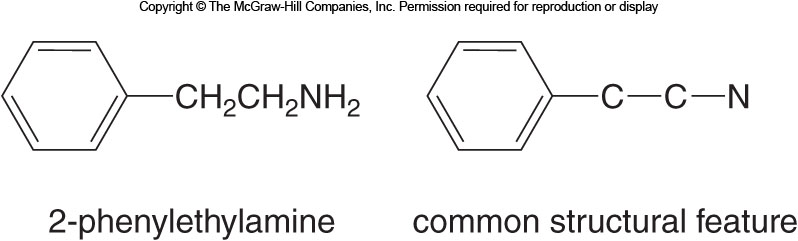 Copyright © The McGraw-Hill Companies, Inc. Permission required for reproduction or display
CH₂CH₂NH₂ C C N
2-phenylethylamine common structural feature